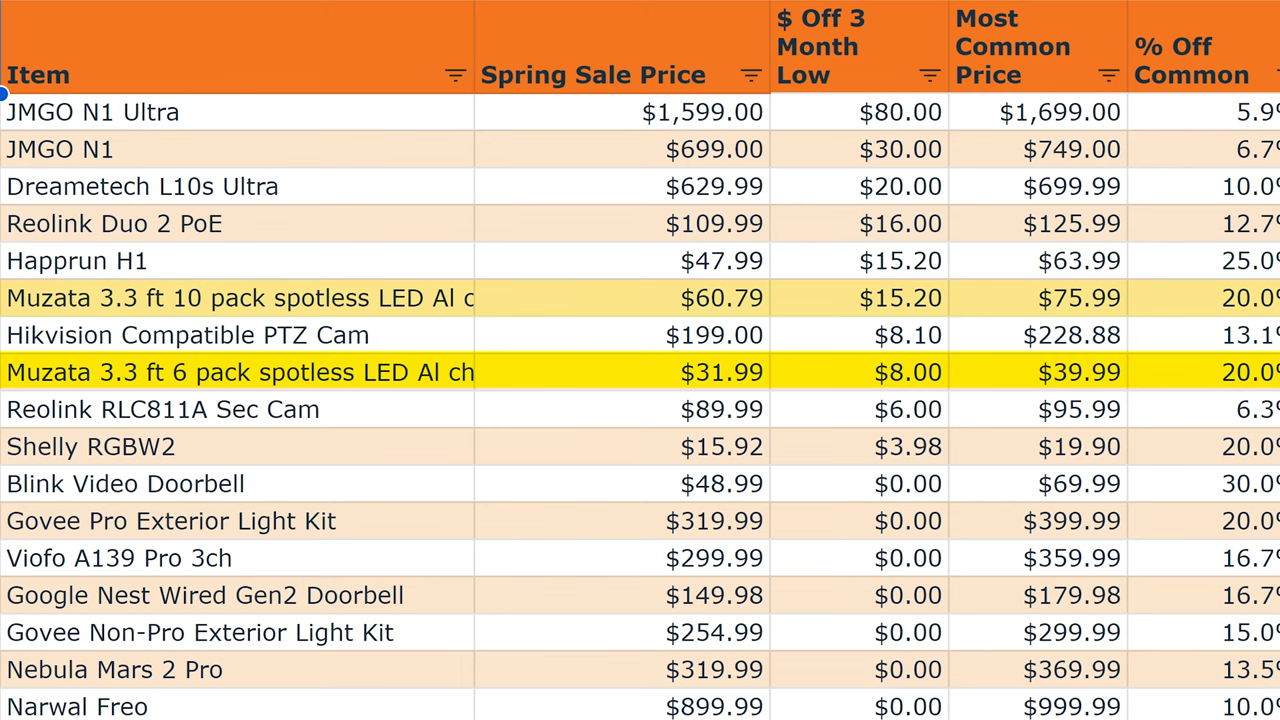 Item Spring Sale Price $ Off 3 Month Low Most Common Price % Off Common
JMGO N1 Ultra $1,599.00 $80.00 $1,699.00 5.9%
JMGO N1 $699.00 $30.00 $749.00 6.7%
Dreametech L10s Ultra $629.99 $20.00 $699.99 10.0%
Reolink Duo 2 PoE $109.99 $16.00 $125.99 12.7%
Happrun H1 $47.99 $15.20 $63.99 25.0%
Muzata 3.3 ft 10 pack spotless LED Al c $60.79 $15.20 $75.99 20.0%
Hikvision Compatible PTZ Cam $199.00 $8.10 $228.88 13.1%
Muzata 3.3 ft 6 pack spotless LED Al ch $31.99 $8.00 $39.99 20.0%
Reolink RLC811A Sec Cam $89.99 $6.00 $95.99 6.3%
Shelly RGBW2 $15.92 $3.98 $19.90 20.0%
Blink Video Doorbell $48.99 $0.00 $69.99 30.0%
Govee Pro Exterior Light Kit $319.99 $0.00 $399.99 20.0%
Viofo A139 Pro 3ch $299.99 $0.00 $359.99 16.7%
Google Nest Wired Gen2 Doorbell $149.98 $0.00 $179.98 16.7%
Govee Non-Pro Exterior Light Kit $254.99 $0.00 $299.99 15.0%
Nebula Mars 2 Pro $319.99 $0.00 $369.99 13.5%
Narwal Freo $899.99 $0.00 $999.99 10.0%